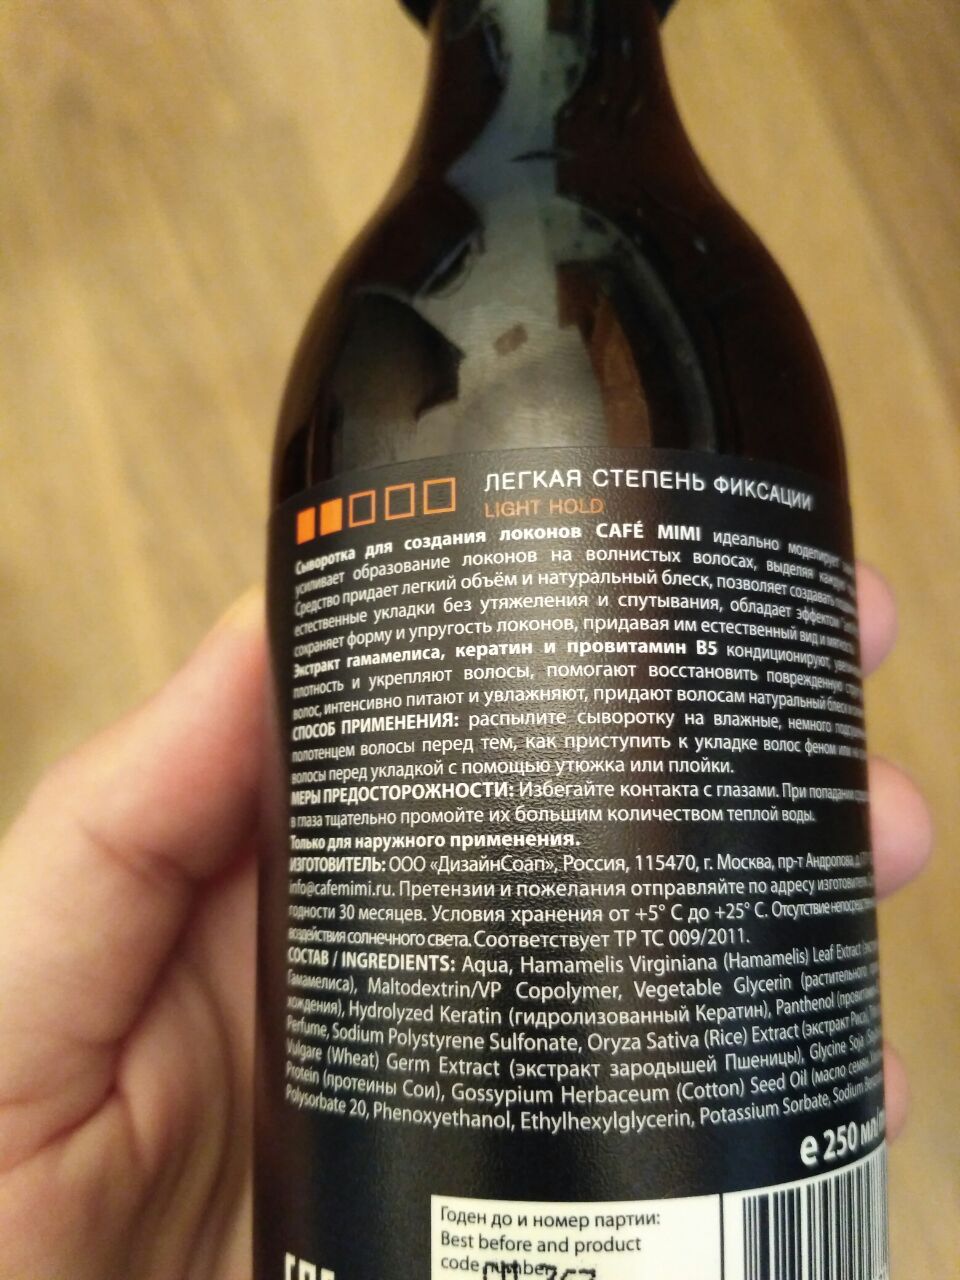 ЛЕГКАЯ СТЕПЕНЬ ФИКСАЦИИ
LIGHT HOLD
Сыворотка для создания локонов CAFÉ MIMI идеально моделирует
усиливает образование локонов на волнистых волосах, выделяя
Средство придает легкий объём и натуральный блеск, позволяет создавать
естественные укладки без утяжеления и спутывания, обладает эффектом
сохраняет форму и упругость локонов, придавая им естественный вид и мягкость
Экстракт гамамелиса, кератин и провитамин B5 кондиционируют,
плотность и укрепляют волосы, помогают восстановить поврежденную
волос, интенсивно питают и увлажняют, придают волосам натуральный блеск
СПОСОБ ПРИМЕНЕНИЯ: распылите сыворотку на влажные, немного
полотенцем волосы перед тем, как приступить к укладке волос феном или
волосы перед укладкой с помощью утюжка или плойки.
МЕРЫ ПРЕДОСТОРОЖНОСТИ: Избегайте контакта с глазами. При попадании
в глаза тщательно промойте их большим количеством теплой воды.
Только для наружного применения.
ИЗГОТОВИТЕЛЬ: ООО «ДизайнСоап», Россия, 115470, г. Москва, пр-т Андропова,
info@cafemimi.ru. Претензии и пожелания отправляйте по адресу изготовителя.
годности 30 месяцев. Условия хранения от +5° С до +25° С. Отсутствие
воздействия солнечного света. Соответствует ТР ТС 009/2011.
СОСТАВ / INGREDIENTS: Aqua, Hamamelis Virginiana (Hamamelis) Leaf Extract
Гамамелиса), Maltodextrin/VP Copolymer, Vegetable Glycerin (растительного
хождения), Hydrolyzed Keratin (гидролизованный Кератин), Panthenol
Perfume, Sodium Polystyrene Sulfonate, Oryza Sativa (Rice) Extract (экстракт Риса),
Vulgare (Wheat) Germ Extract (экстракт зародышей Пшеницы), Glycine Soja
Protein (протеины Сои), Gossypium Herbaceum (Cotton) Seed Oil (масло семян
Polysorbate 20, Phenoxyethanol, Ethylhexylglycerin, Potassium Sorbate, Sodium
e 250 мл
Годен до и номер партии:
Best before and product
code number: